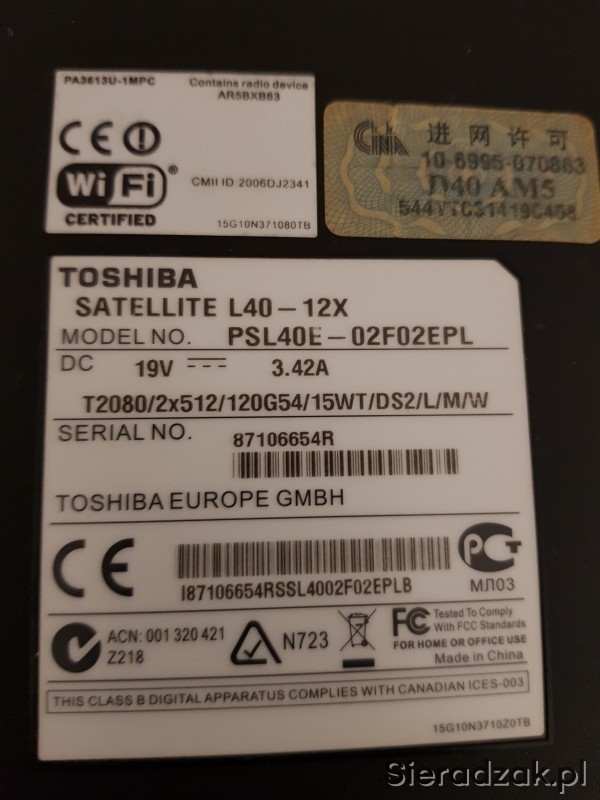 PA3613U-1MPC
Contains radio device
AR5BXB63
CE
Wi Fi ®
CERTIFIED
CMII ID: 2006DJ2341
15G10N371080TB
进网许可
10-6995-070863
D40 AM5
544VTC31419C458
TOSHIBA
SATELLITE L40-12X
MODEL NO. PSL40E-02F02EPL
DC 19V 3.42A
T2080/2x512/120G54/15WT/DS2/L/M/W
SERIAL NO. 87106654R
TOSHIBA EUROPE GMBH
CE
I87106654RSSL4002F02EPLB
РСТ
МЛ03
ACN: 001 320 421
Z218
N723
FC Tested To Comply
With FCC Standards
FOR HOME OR OFFICE USE
Made in China
THIS CLASS B DIGITAL APPARATUS COMPLIES WITH CANADIAN ICES-003
15G10N3710Z0TB
Sieradzak.pl